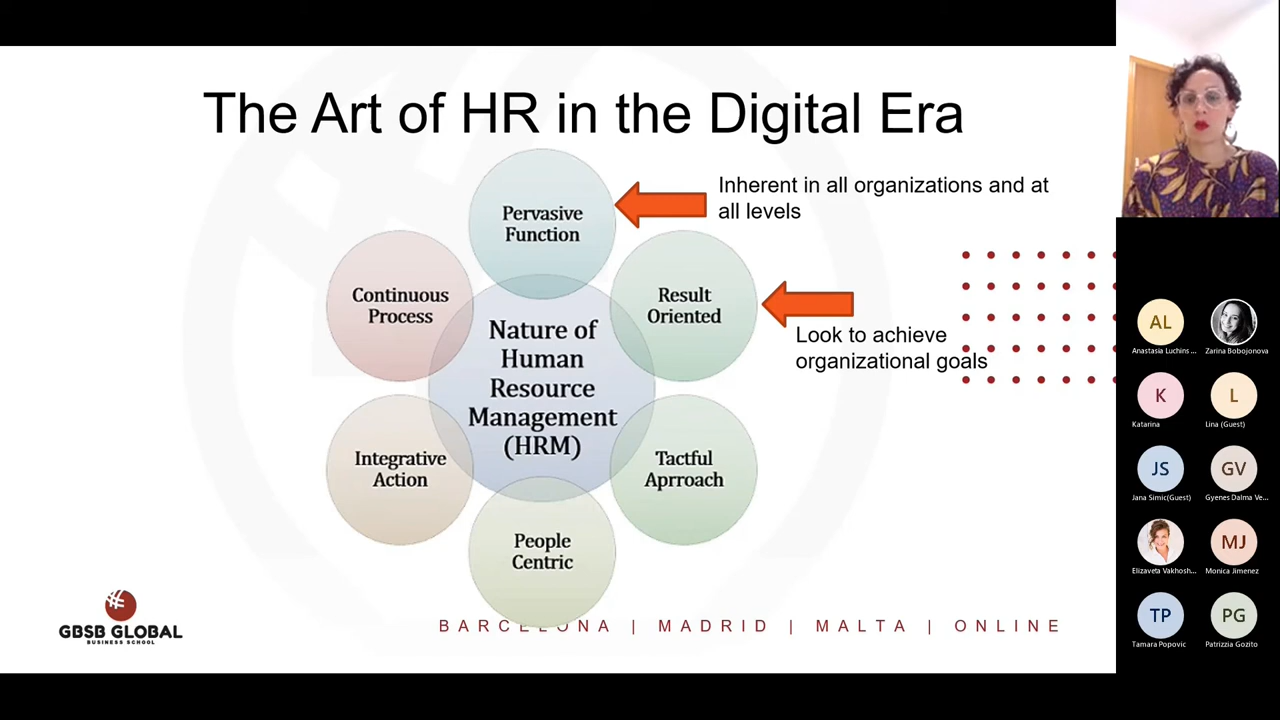 The Art of HR in the Digital Era
Pervasive
Function
Inherent in all organizations and at
all levels
Continuous
Process
Result
Oriented
Look to achieve
organizational goals
Nature of
Human
Resource
Management
(HRM)
Integrative
Action
Tactful
Aprroach
People
Centric
GBSB GLOBAL
BUSINESS SCHOOL
BARCELONA | MADRID | MALTA | ONLINE
AL
Anastasia Luchins ...
Zarina Bobojonova
K
Katarina
L
Lina (Guest)
JS
Jana Simic(Guest)
GV
Gyenes Dalma Ve...
Elizaveta Vakhosh...
MJ
Monica Jimenez
TP
Tamara Popovic
PG
Patrizzia Gozito